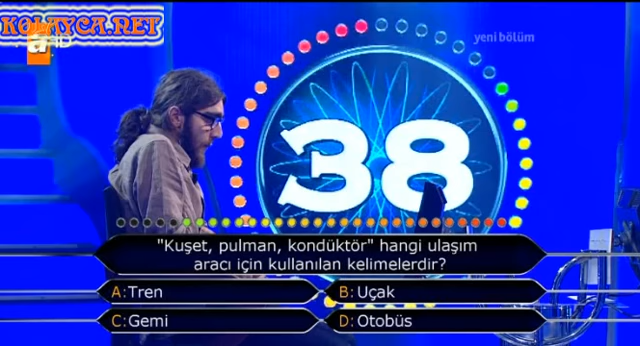 KOLAYCA.NET
a HD
yeni bölüm
38
"Kuşet, pulman, kondüktör" hangi ulaşım
aracı için kullanılan kelimelerdir?
A:Tren
B:Uçak
C:Gemi
D:Otobüs